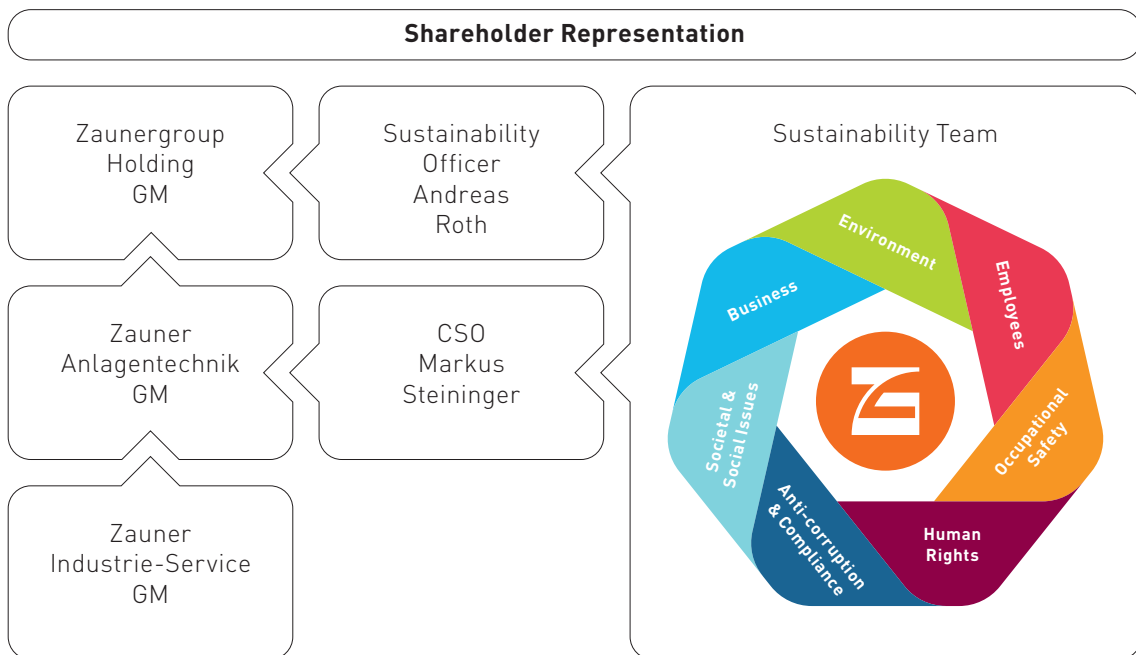 Shareholder Representation
Zaunergroup
Holding
GM
Sustainability
Officer
Andreas
Roth
Sustainability Team
Zauner
Anlagentechnik
GM
CSO
Markus
Steininger
Zauner
Industrie-Service
GM
Environment
Employees
Occupational
Safety
Human
Rights
Anti-corruption
& Compliance
Societal &
Social Issues
Business